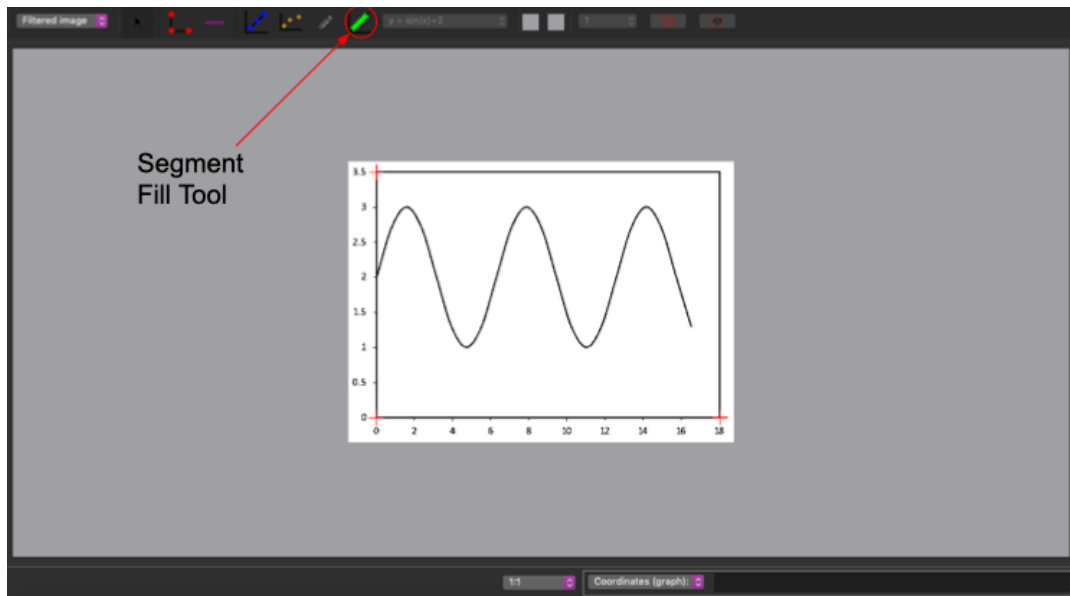 Filtered image
y = sin(x)+2
1
Segment
Fill Tool
3.5
3
2.5
2
1.5
1
0.5
0
0 2 4 6 8 10 12 14 16 18
1:1
Coordinates (graph):